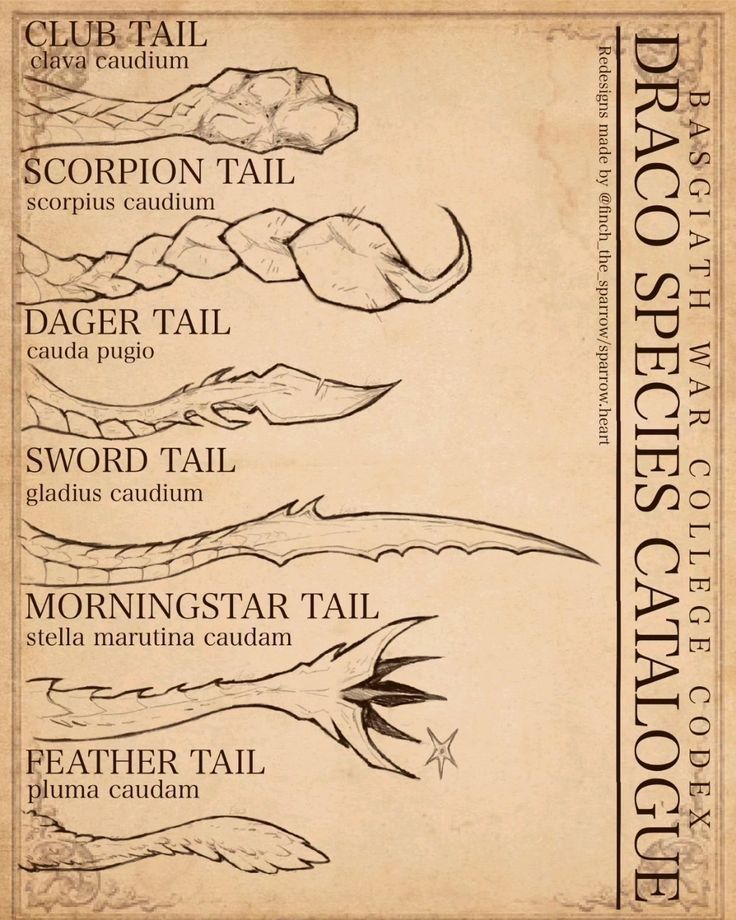 CLUB TAIL
clava caudium
SCORPION TAIL
scorpius caudium
DAGER TAIL
cauda pugio
SWORD TAIL
gladius caudium
MORNINGSTAR TAIL
stella marutina caudam
FEATHER TAIL
pluma caudam
BASGIATH WAR COLLEGE CODEX
DRACO SPECIES CATALOGUE
Redesigns made by @finch_the_sparrow/sparrow.heart